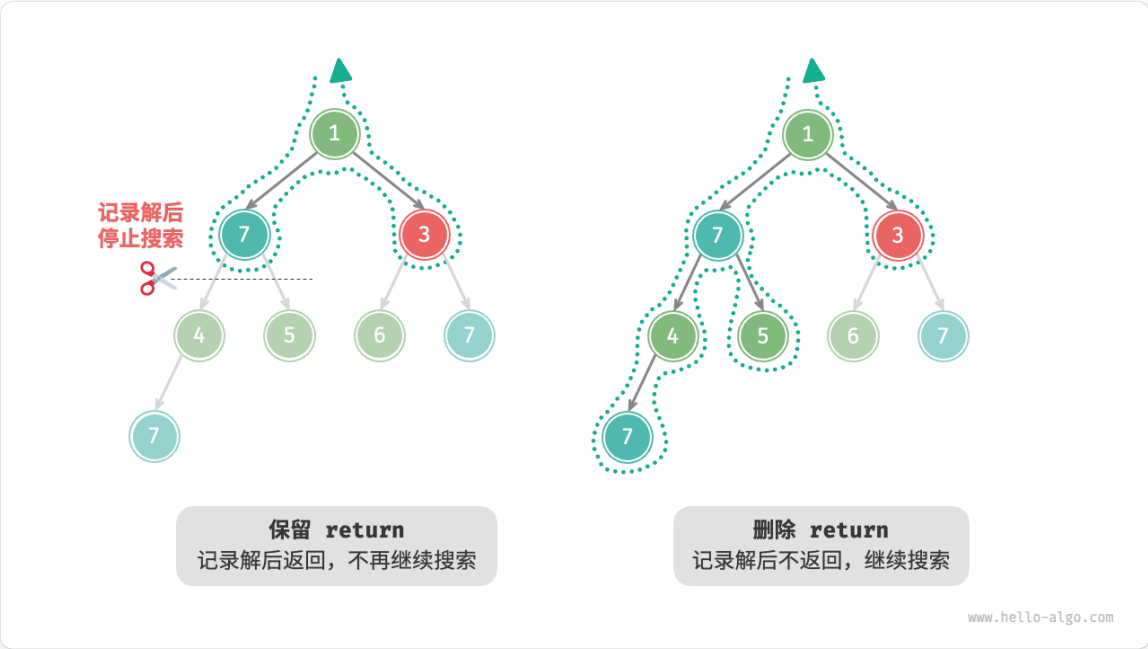 1
7
3
记录解后
停止搜索
4
5
6
7
7
保留 return
记录解后返回，不再继续搜索
1
7
3
4
5
6
7
7
删除 return
记录解后不返回，继续搜索
www.hello-algo.com